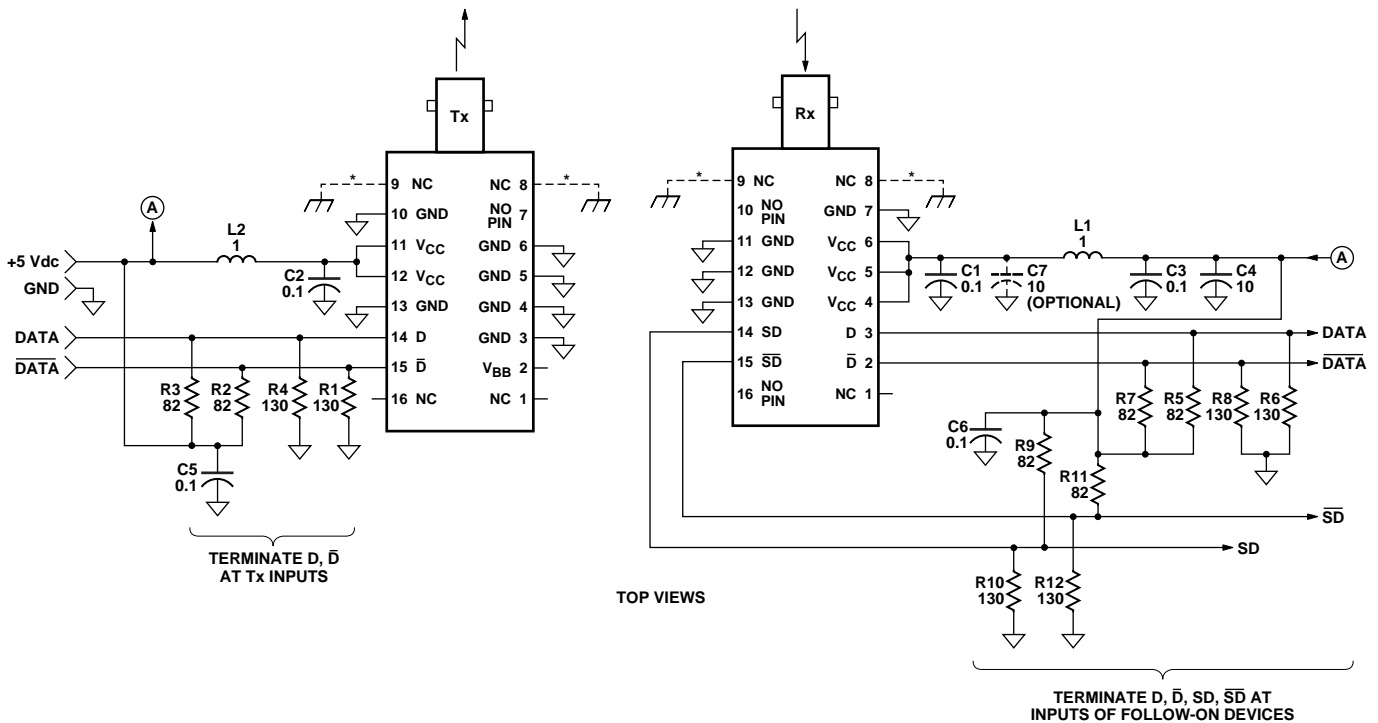 Tx
*
9 NC
NC 8
*
10 GND
NO
PIN 7
11 VCC
GND 6
12 VCC
GND 5
13 GND
GND 4
14 D
GND 3
15 D̅
VBB 2
16 NC
NC 1
A
L2
1
+5 Vdc
GND
C2
0.1
DATA
D̅A̅T̅A̅
R3
82
R2
82
R4
130
R1
130
C5
0.1
TERMINATE D, D̅
AT Tx INPUTS
Rx
*
9 NC
NC 8
*
10 NO
PIN
GND 7
11 GND
VCC 6
12 GND
VCC 5
13 GND
VCC 4
14 SD
D 3
15 S̅D̅
D̅ 2
16 NO
PIN
NC 1
L1
1
A
C1
0.1
C7
10
(OPTIONAL)
C3
0.1
C4
10
DATA
D̅A̅T̅A̅
R7
82
R5
82
R8
130
R6
130
C6
0.1
R9
82
R11
82
S̅D̅
SD
R10
130
R12
130
TOP VIEWS
TERMINATE D, D̅, SD, S̅D̅ AT
INPUTS OF FOLLOW-ON DEVICES